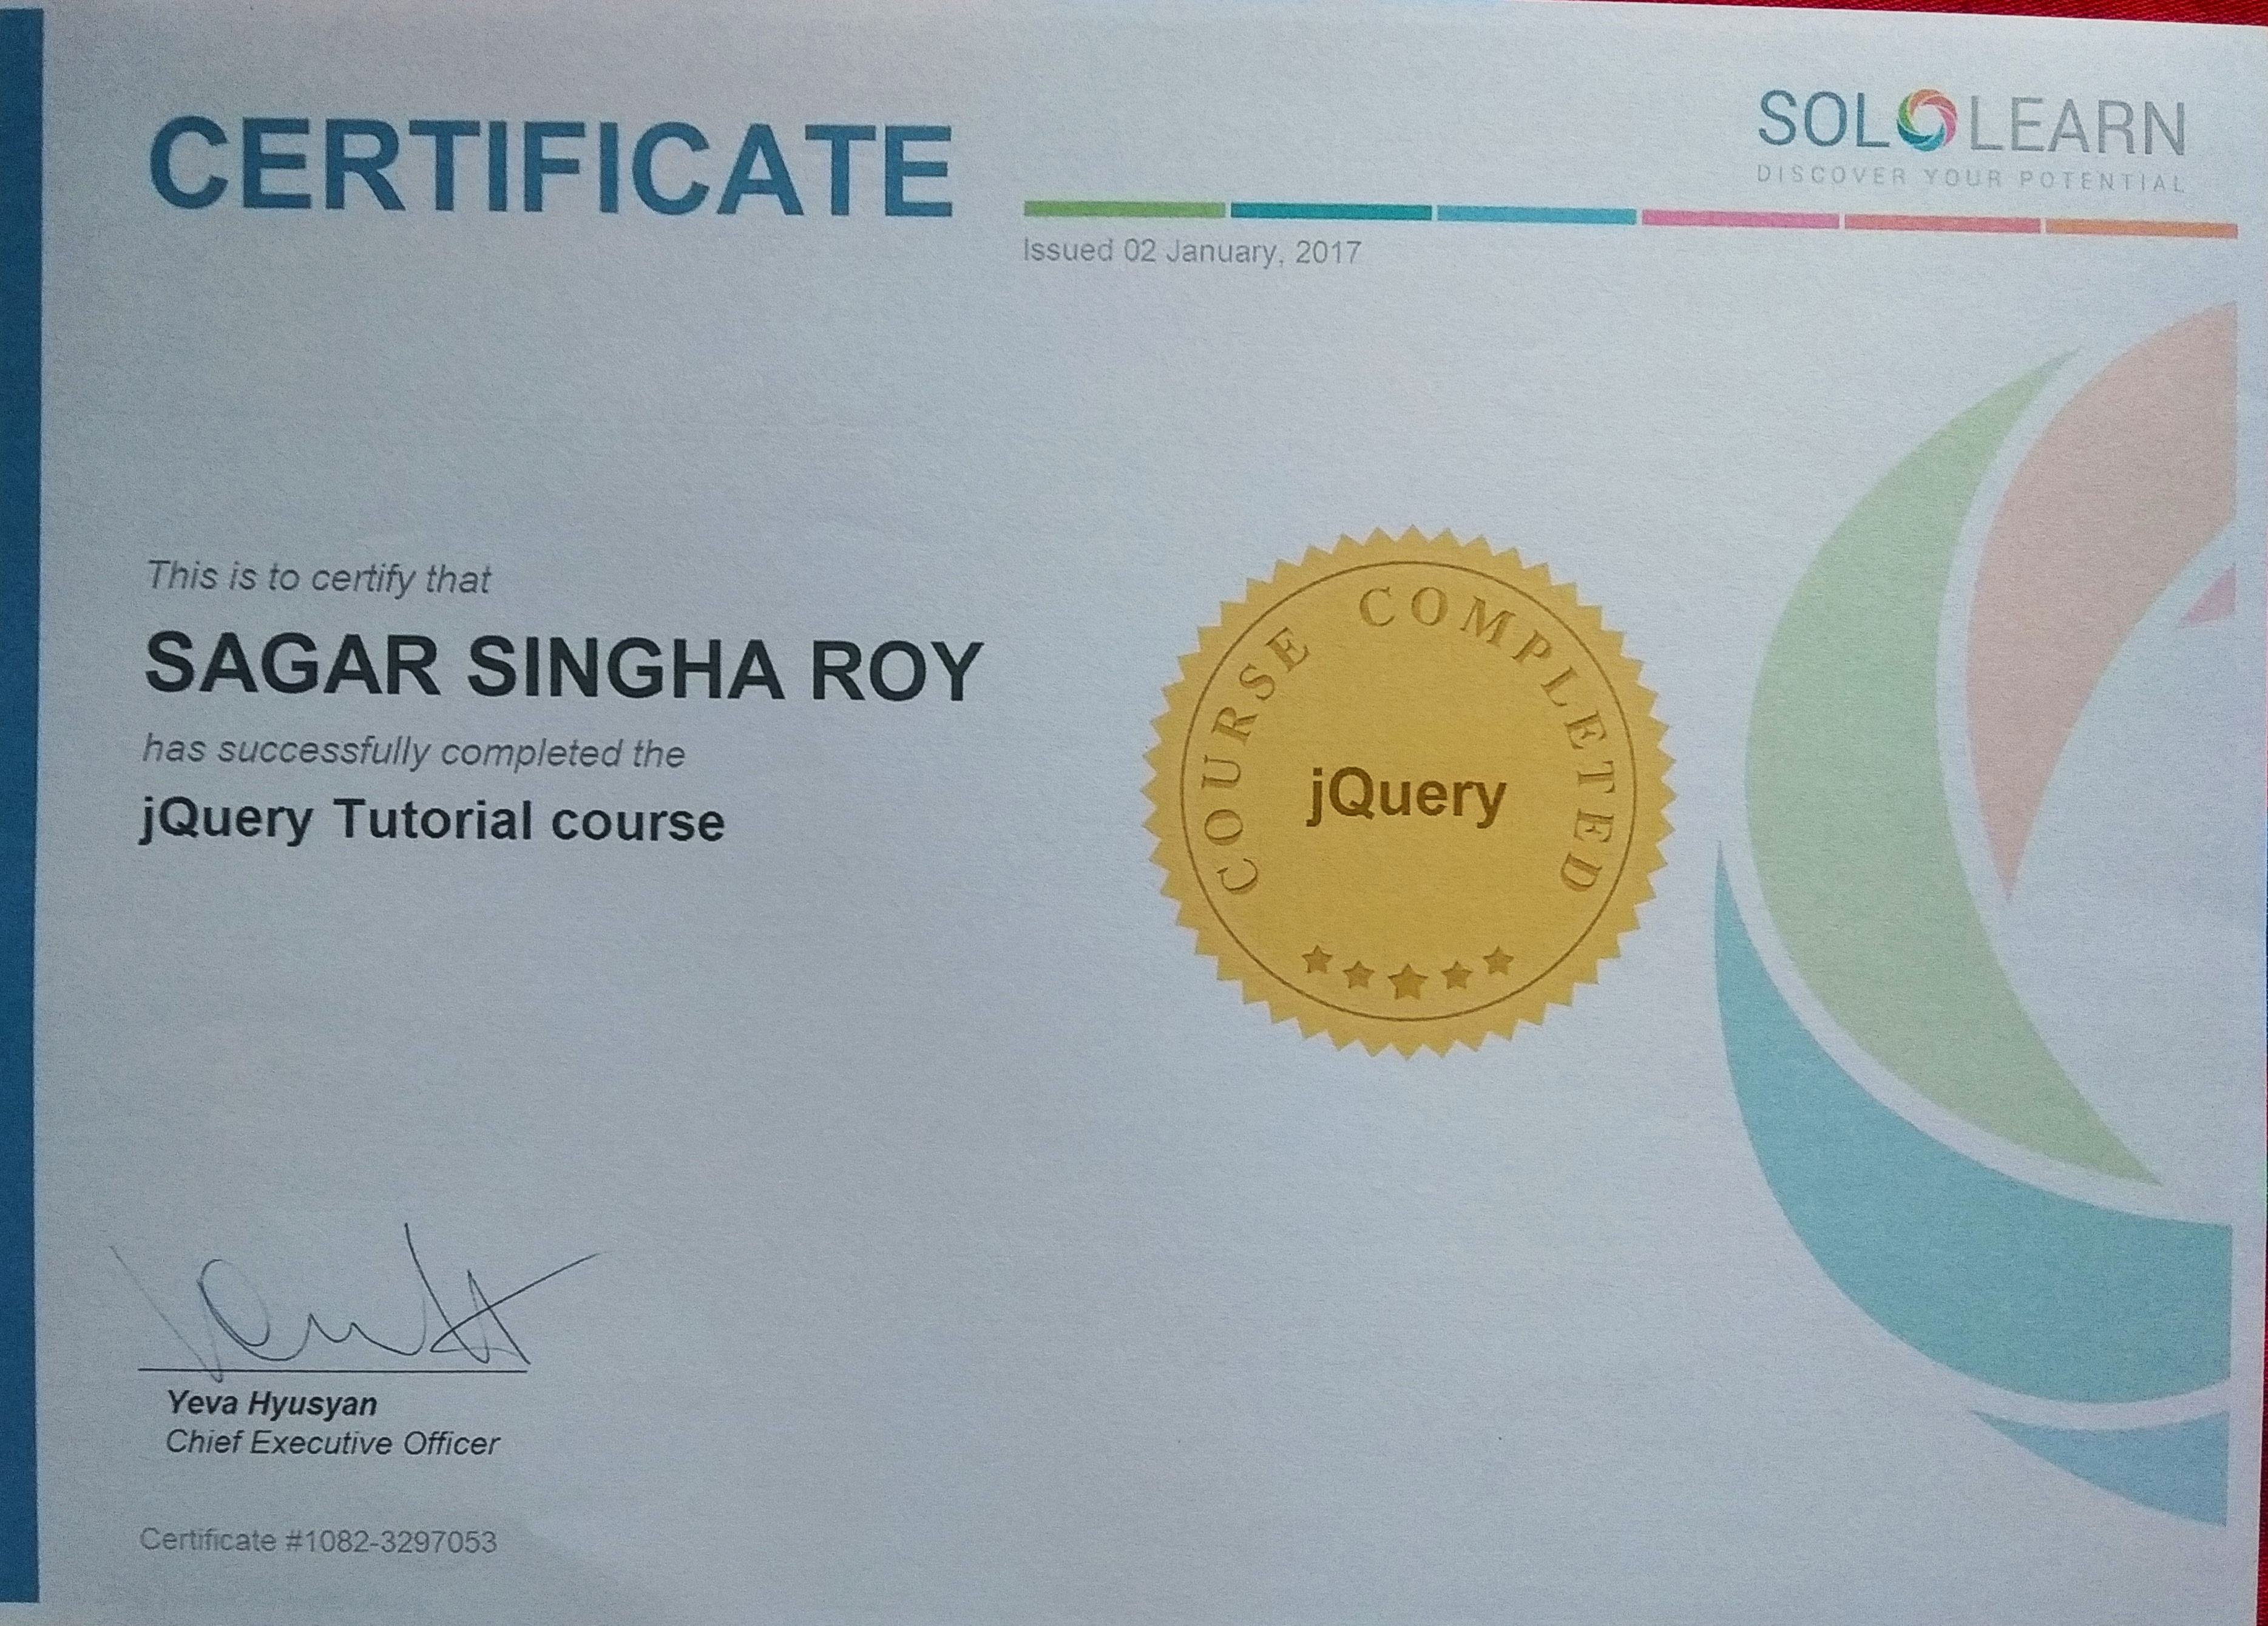 CERTIFICATE
SOLOLEARN
DISCOVER YOUR POTENTIAL
Issued 02 January, 2017
This is to certify that
SAGAR SINGHA ROY
has successfully completed the
jQuery Tutorial course
COURSE COMPLETED
jQuery
Yeva Hyusyan
Chief Executive Officer
Certificate #1082-3297053